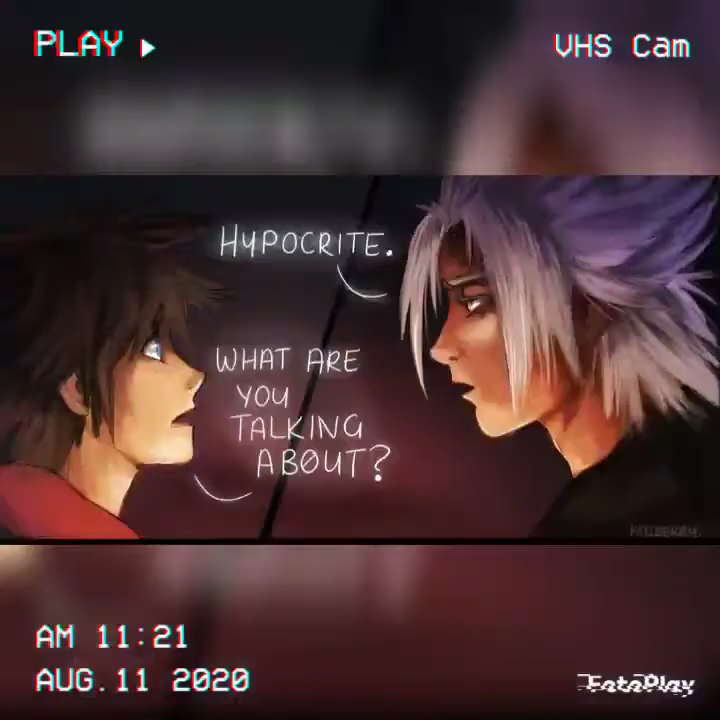 PLAY
VHS Cam
HYPOCRITE.
WHAT ARE
YOU
TALKING
ABOUT?
AM 11:21
AUG.11 2020
FotoPlay